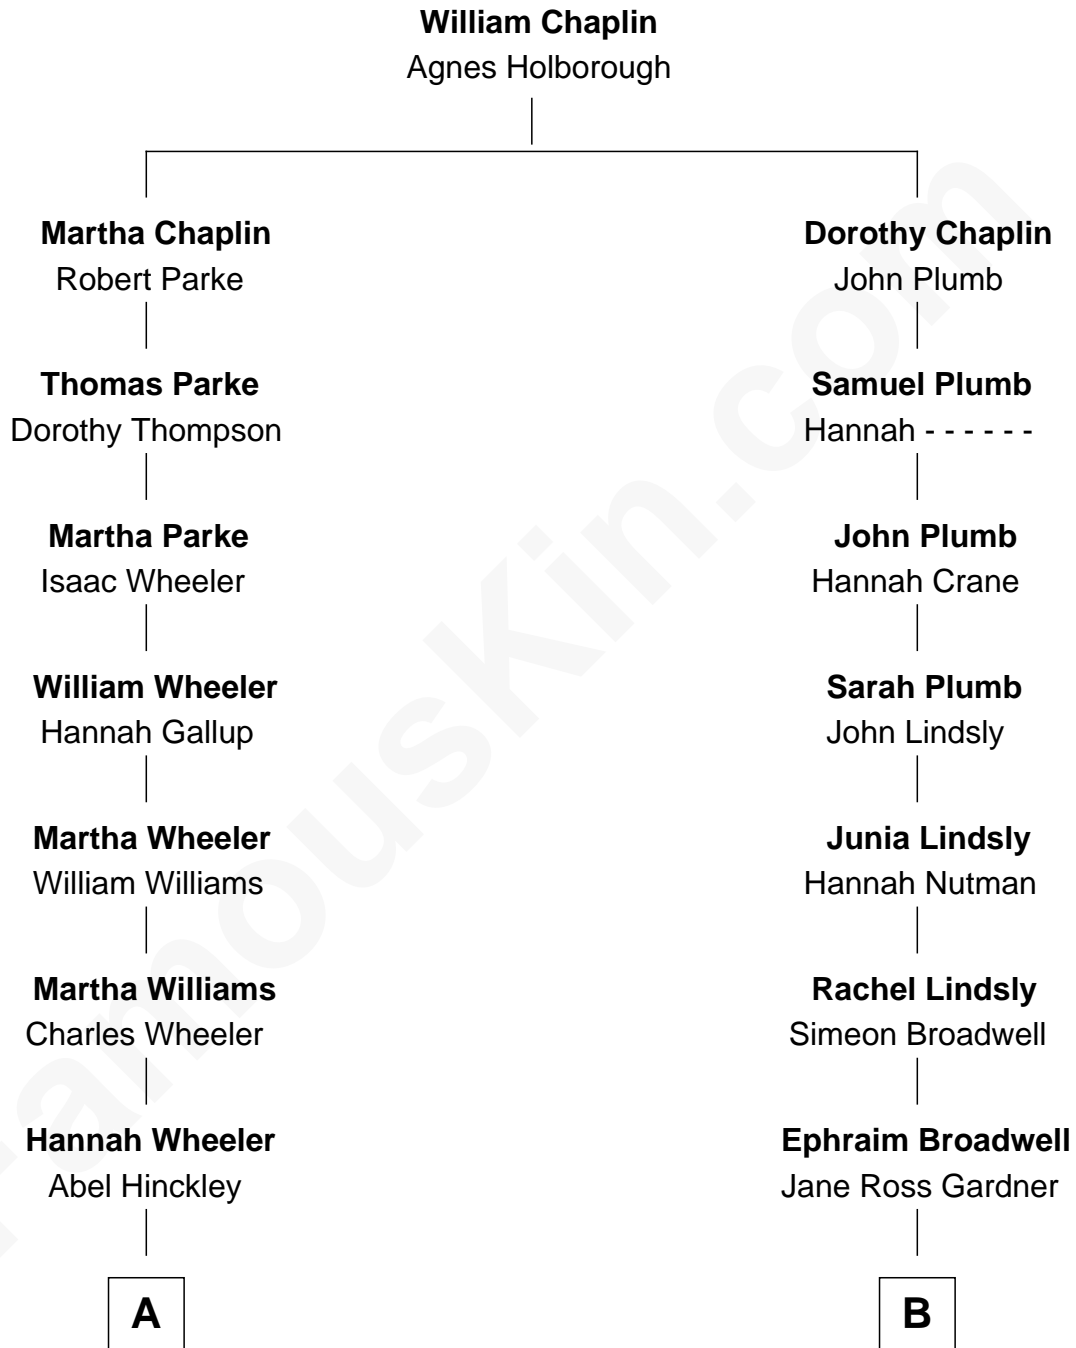 William Chaplin
Agnes Holborough
Martha Chaplin
Robert Parke
Dorothy Chaplin
John Plumb
Thomas Parke
Dorothy Thompson
Samuel Plumb
Hannah - - - - - -
Martha Parke
Isaac Wheeler
John Plumb
Hannah Crane
William Wheeler
Hannah Gallup
Sarah Plumb
John Lindsly
Martha Wheeler
William Williams
Junia Lindsly
Hannah Nutman
Martha Williams
Charles Wheeler
Rachel Lindsly
Simeon Broadwell
Hannah Wheeler
Abel Hinckley
Ephraim Broadwell
Jane Ross Gardner
A
B
FamousKin.com